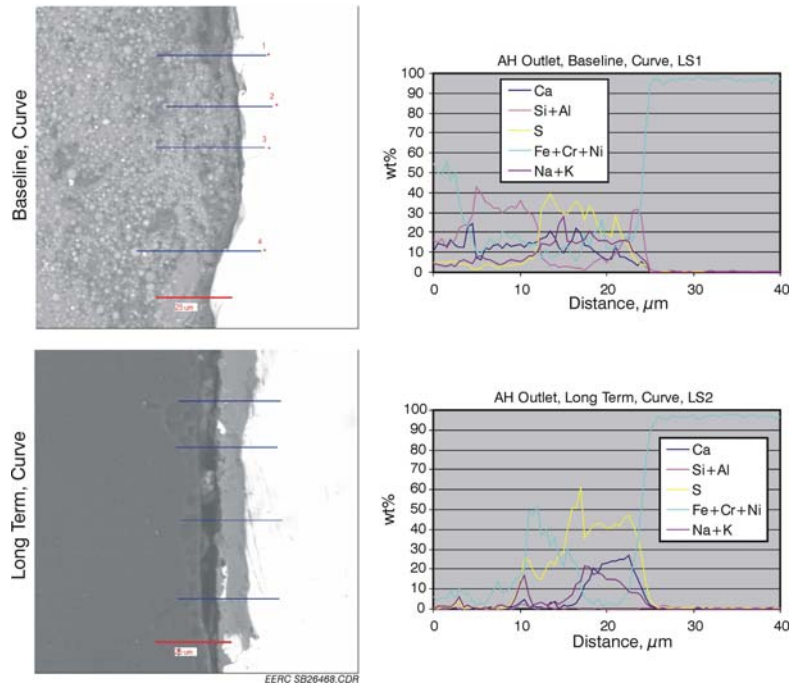 Baseline, Curve
1
2
3
4
25 um
AH Outlet, Baseline, Curve, LS1
wt%
100
90
80
70
60
50
40
30
20
10
0
Ca
Si+Al
S
Fe+Cr+Ni
Na+K
0 10 20 30 40
Distance, µm
Long Term, Curve
um
EERC SB26468.CDR
AH Outlet, Long Term, Curve, LS2
wt%
100
90
80
70
60
50
40
30
20
10
0
Ca
Si+Al
S
Fe+Cr+Ni
Na+K
0 10 20 30 40
Distance, µm